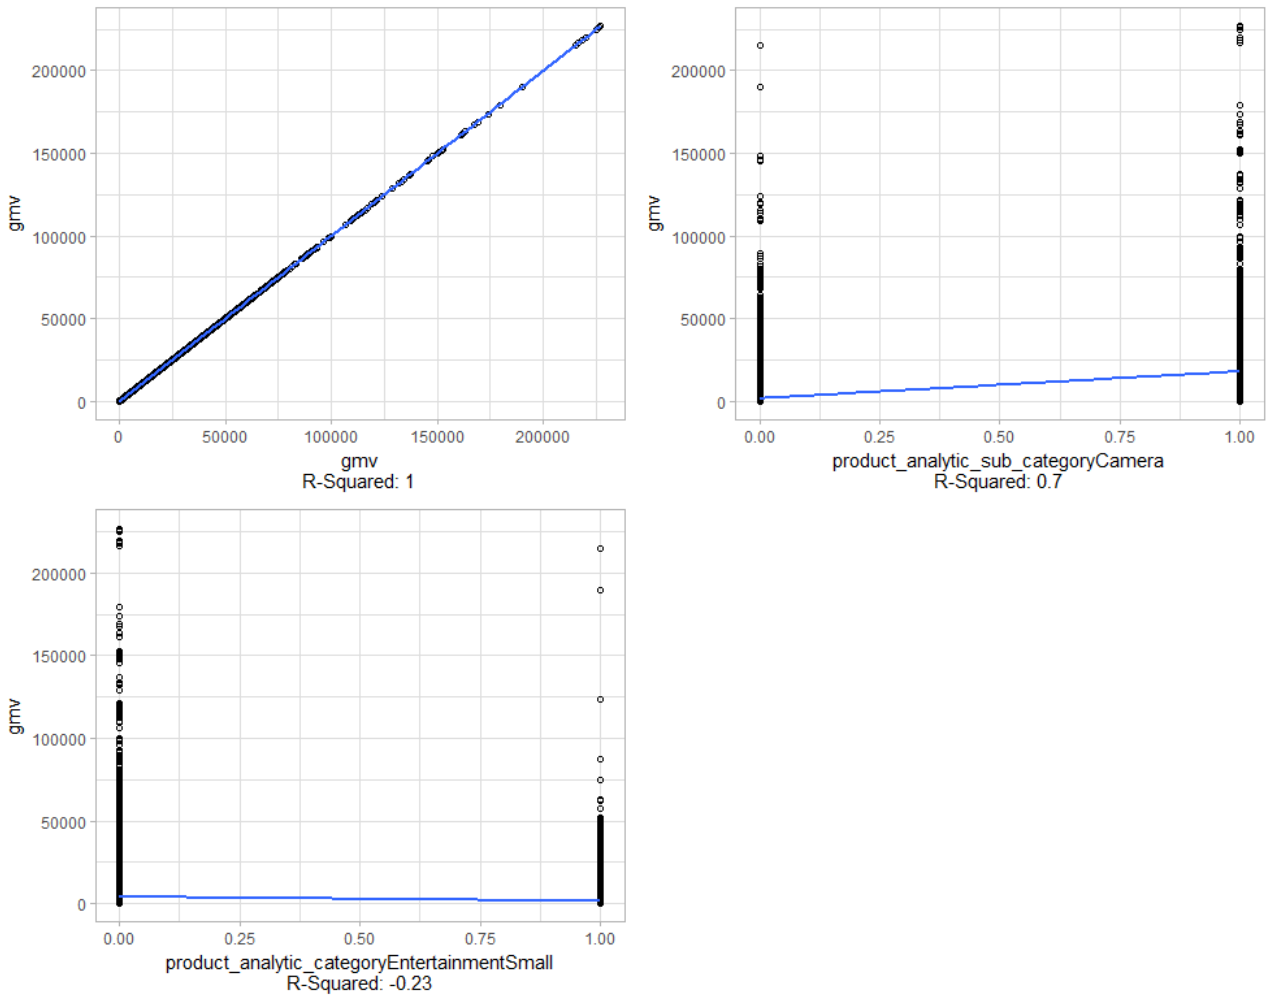 200000
150000
100000
50000
0
gmv
0 50000 100000 150000 200000
gmv
R-Squared: 1
200000
150000
100000
50000
0
gmv
0.00 0.25 0.50 0.75 1.00
product_analytic_sub_categoryCamera
R-Squared: 0.7
200000
150000
100000
50000
0
gmv
0.00 0.25 0.50 0.75 1.00
product_analytic_categoryEntertainmentSmall
R-Squared: -0.23